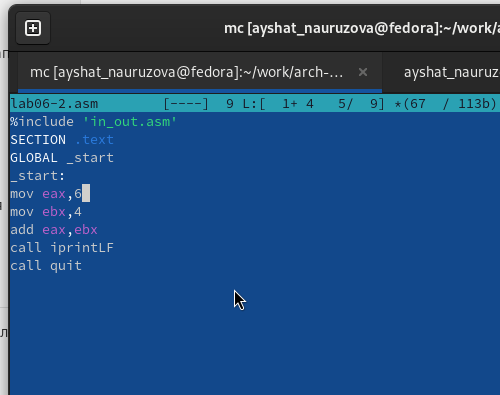 mc [ayshat_nauruzova@fedora]:~/work/a
mc [ayshat_nauruzova@fedora]:~/work/arch-... × ayshat_nauruz
lab06-2.asm [----] 9 L:[ 1+ 4 5/ 9] *(67 / 113b)
%include 'in_out.asm'
SECTION .text
GLOBAL _start
_start:
mov eax,6
mov ebx,4
add eax,ebx
call iprintLF
call quit